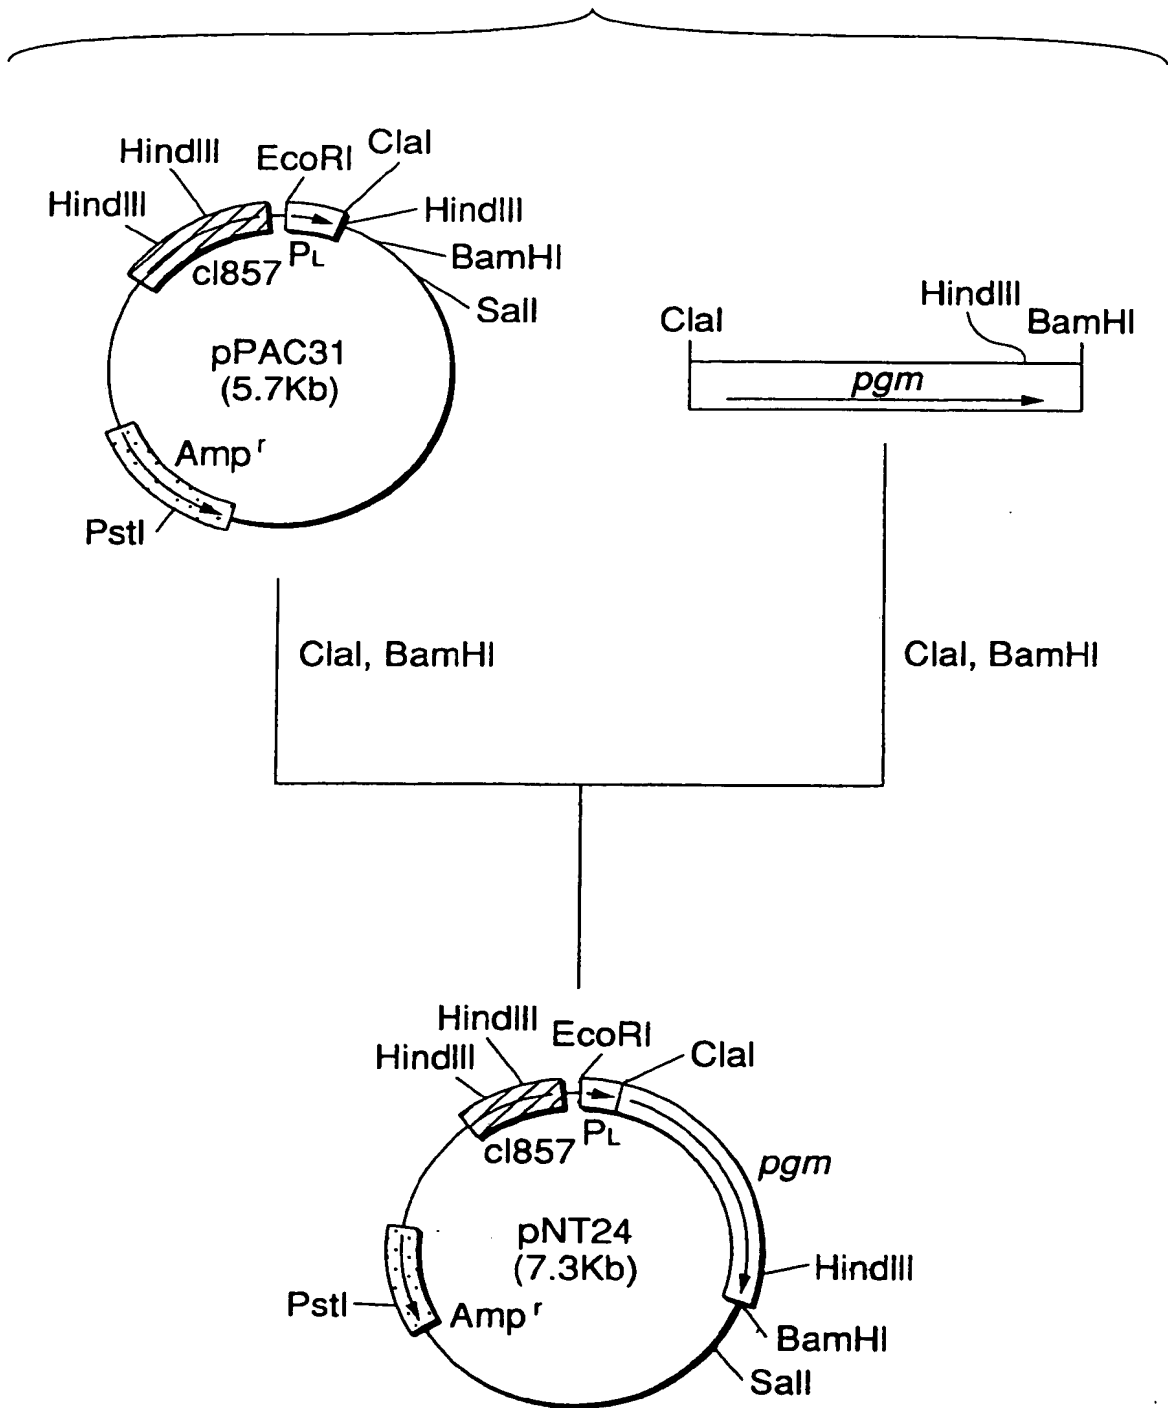 HindIII
EcoRI
ClaI
HindIII
HindIII
PL
BamHI
cI857
SalI
pPAC31
(5.7Kb)
Amp r
PstI
ClaI
HindIII
BamHI
pgm
ClaI, BamHI
ClaI, BamHI
HindIII
EcoRI
HindIII
ClaI
PL
cI857
pgm
pNT24
(7.3Kb)
HindIII
PstI
Amp r
BamHI
SalI